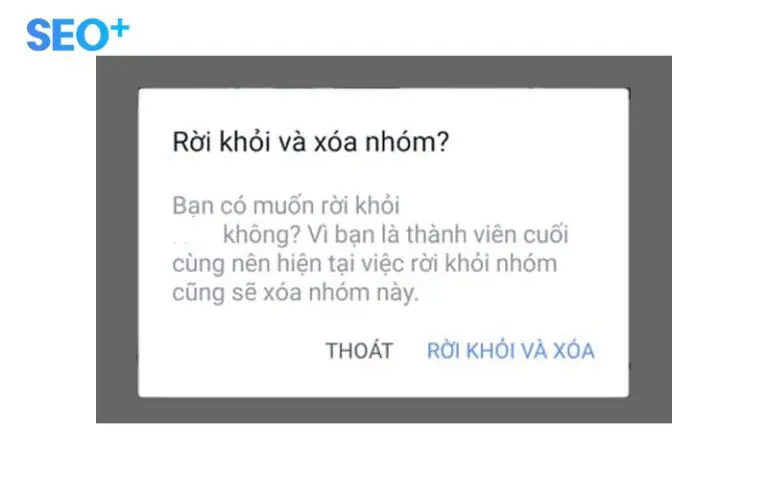 SEO+
Rời khỏi và xóa nhóm?
Bạn có muốn rời khỏi
không? Vì bạn là thành viên cuối
cùng nên hiện tại việc rời khỏi nhóm
cũng sẽ xóa nhóm này.
THOÁT RỜI KHỎI VÀ XÓA